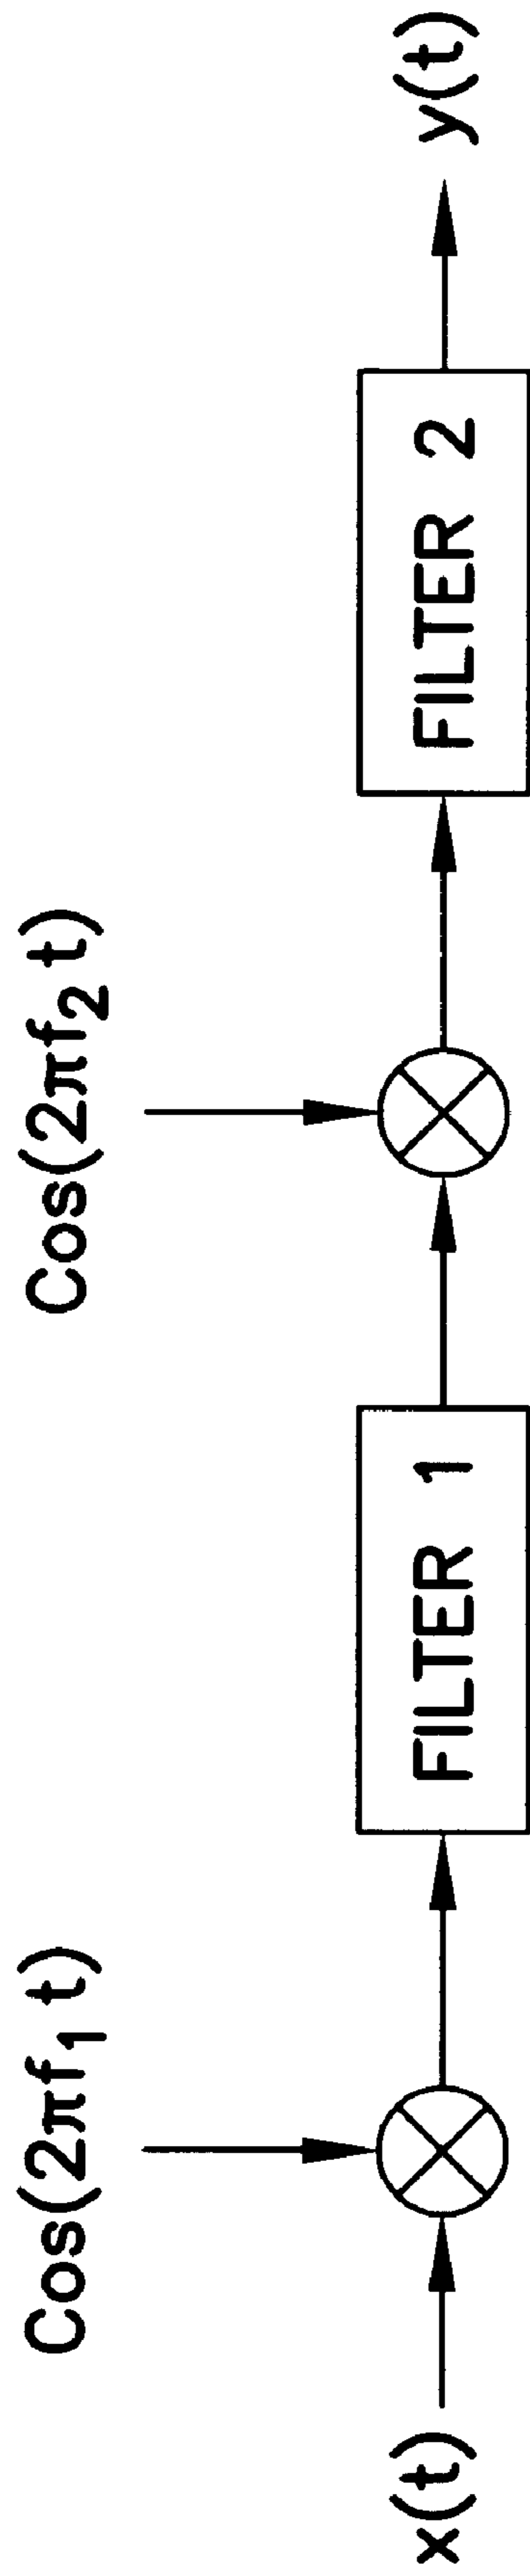 Cos(2πf₁t)
Cos(2πf₂t)
x(t)
FILTER 1
FILTER 2
y(t)